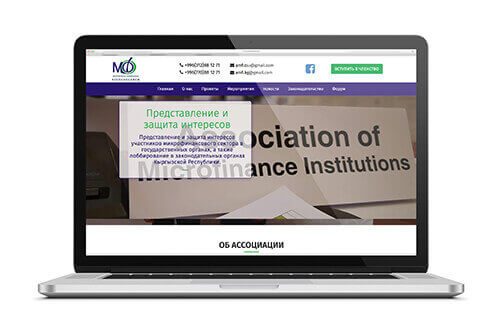 МФ
+996(312)88 12 71
+996(770)88 12 71
amfi.osoo@gmail.com
amfi.kg@gmail.com
ВСТУПИТЬ В ЧЛЕНСТВО
Главная О нас Проекты Мероприятия Новости Законодательство Форум
Представление и
защита интересов
Представление и защита интересов
участников микрофинансового сектора в
государственных органах, а также
лоббирование в законодательных органах
Кыргызской Республики.
Association of
Microfinance Institutions
ОБ АССОЦИАЦИИ